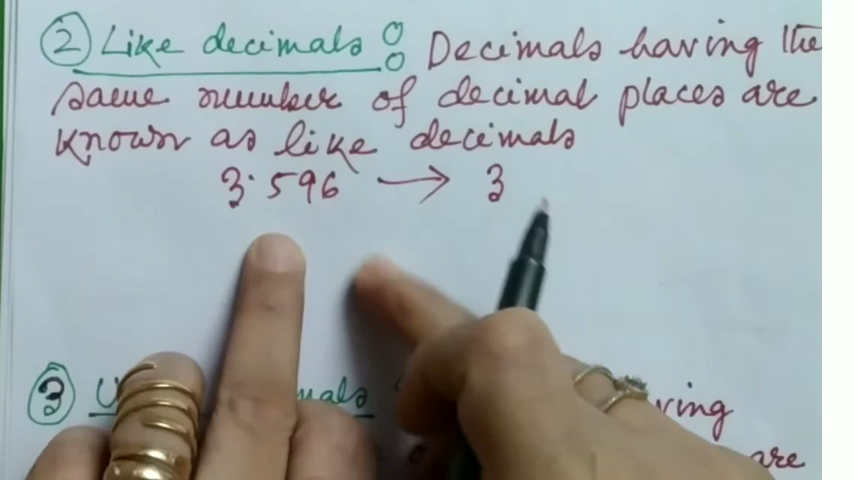 ② Like decimals : Decimals having the
same number of decimal places are
known as like decimals
3.596 → 3
③ U mals ving
are